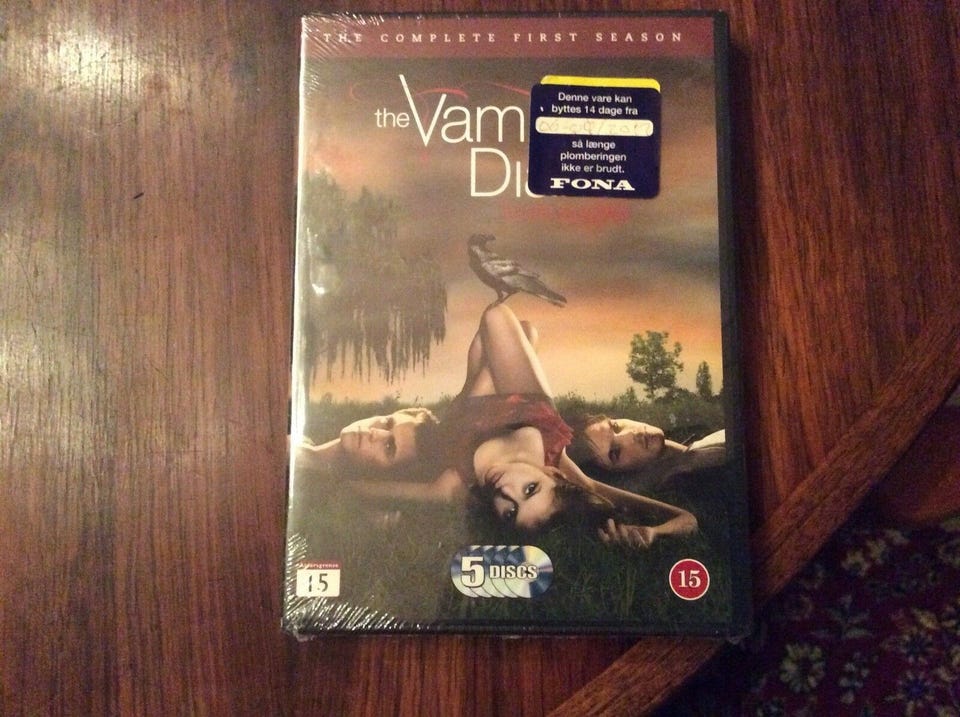 THE COMPLETE FIRST SEASON
the Vam
Di
Denne vare kan
byttes 14 dage fra
så længe
plomberingen
ikke er brudt.
FONA
15
5 DISCS
15